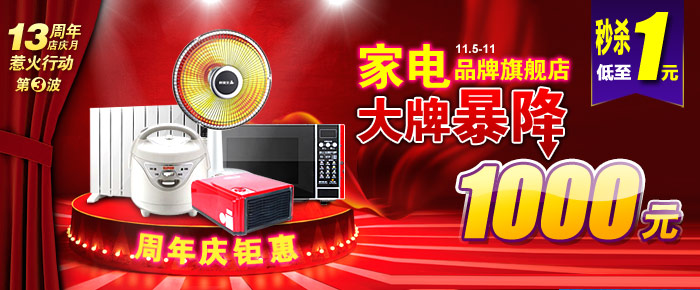 13周年
店庆月
惹火行动
第3波
家电
11.5-11
品牌旗舰店
大牌暴降
1000元
秒杀
低至1元
周年庆钜惠